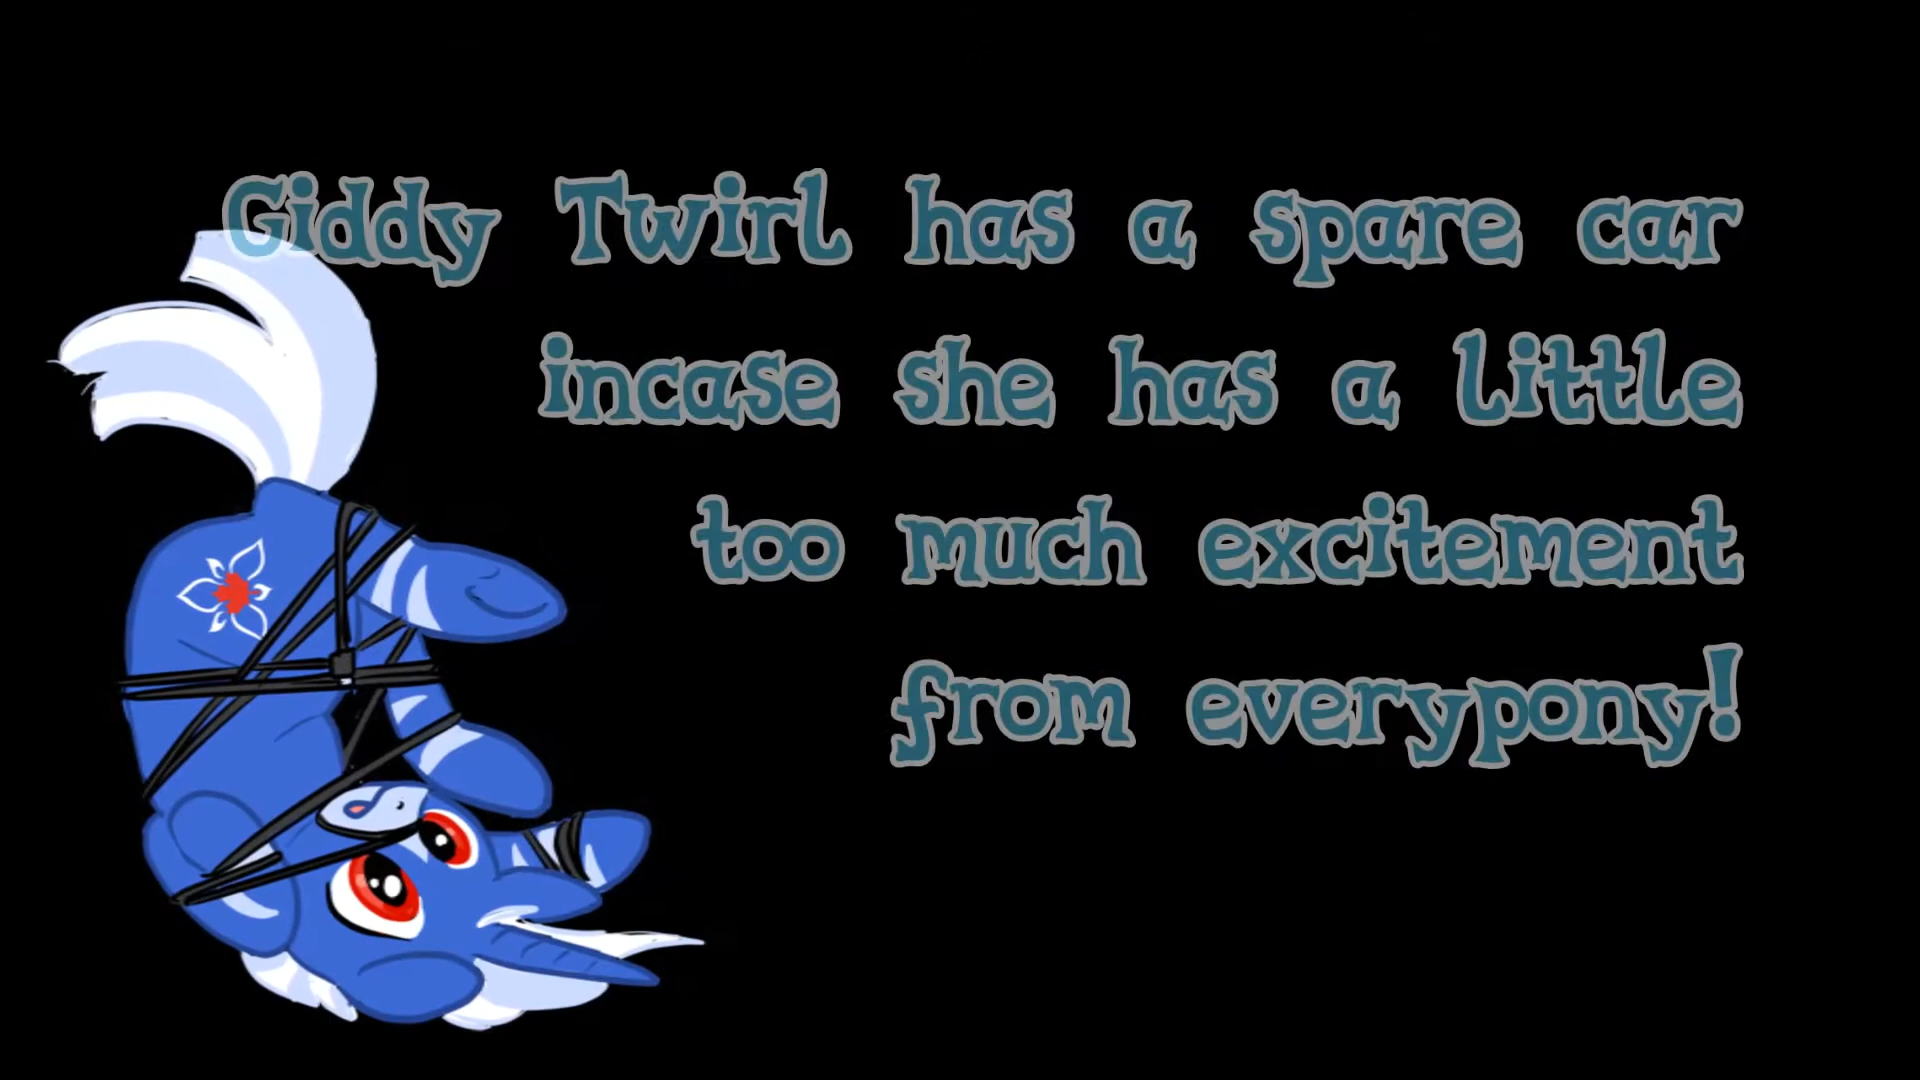 Giddy Twirl has a spare car
incase she has a little
too much excitement
from everypony!